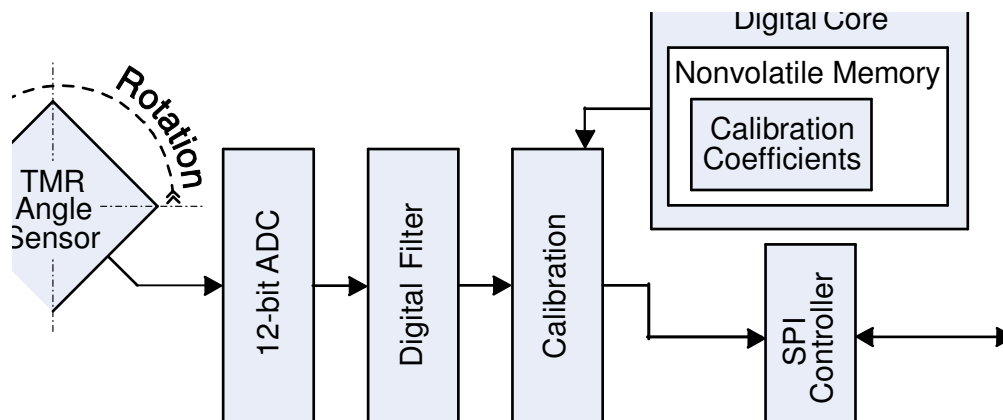 Digital Core
Nonvolatile Memory
Calibration
Coefficients
Rotation
TMR
Angle
Sensor
12-bit ADC
Digital Filter
Calibration
SPI
Controller